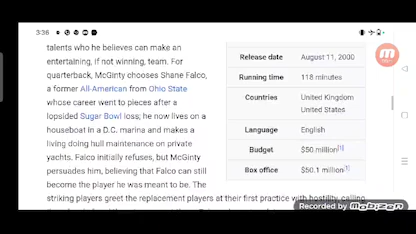 3:36
talents who he believes can make an
entertaining, if not winning, team. For
quarterback, McGinty chooses Shane Falco,
a former All-American from Ohio State
whose career went to pieces after a
lopsided Sugar Bowl loss; he now lives on a
houseboat in a D.C. marina and makes a
living doing hull maintenance on private
yachts. Falco initially refuses, but McGinty
persuades him, believing that Falco can still
become the player he was meant to be. The
striking players greet the replacement players at their first practice with hostility, calling
Release date August 11, 2000
Running time 118 minutes
Countries United Kingdom
United States
Language English
Budget $50 million[1]
Box office $50.1 million[1]
Recorded by Mobizen